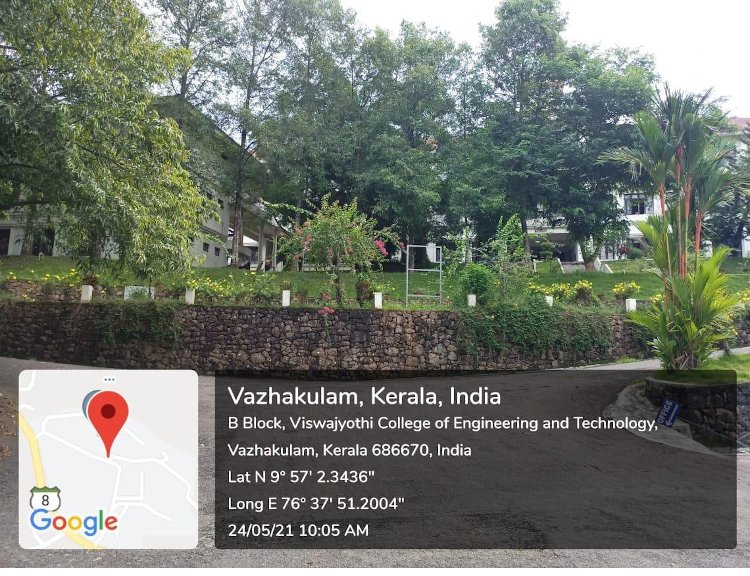 OFFICE
Vazhakulam, Kerala, India
B Block, Viswajyothi College of Engineering and Technology,
Vazhakulam, Kerala 686670, India
Lat N 9° 57' 2.3436"
Long E 76° 37' 51.2004"
24/05/21 10:05 AM
8
Google